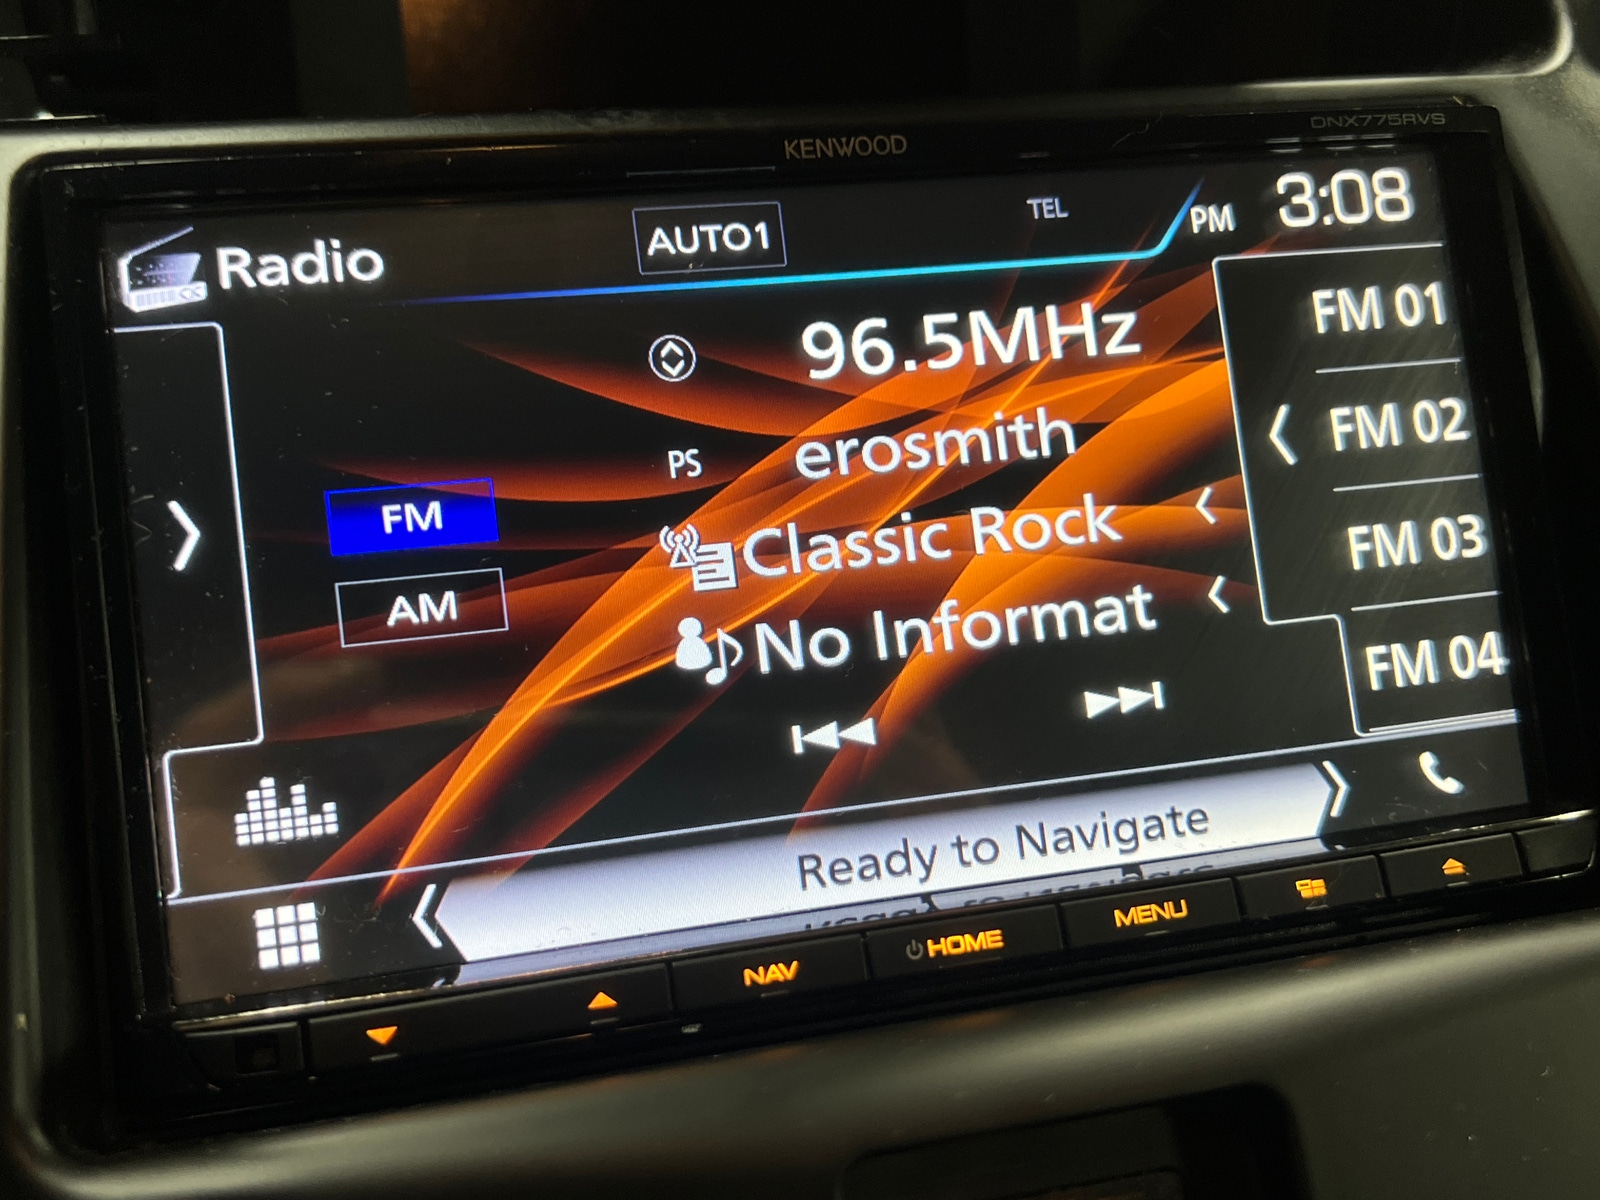 KENWOOD
DNX775RVS
Radio
AUTO1
TEL
PM 3:08
96.5MHz
PS erosmith
Classic Rock
No Informat
FM
AM
FM 01
FM 02
FM 03
FM 04
Ready to Navigate
NAV
HOME
MENU